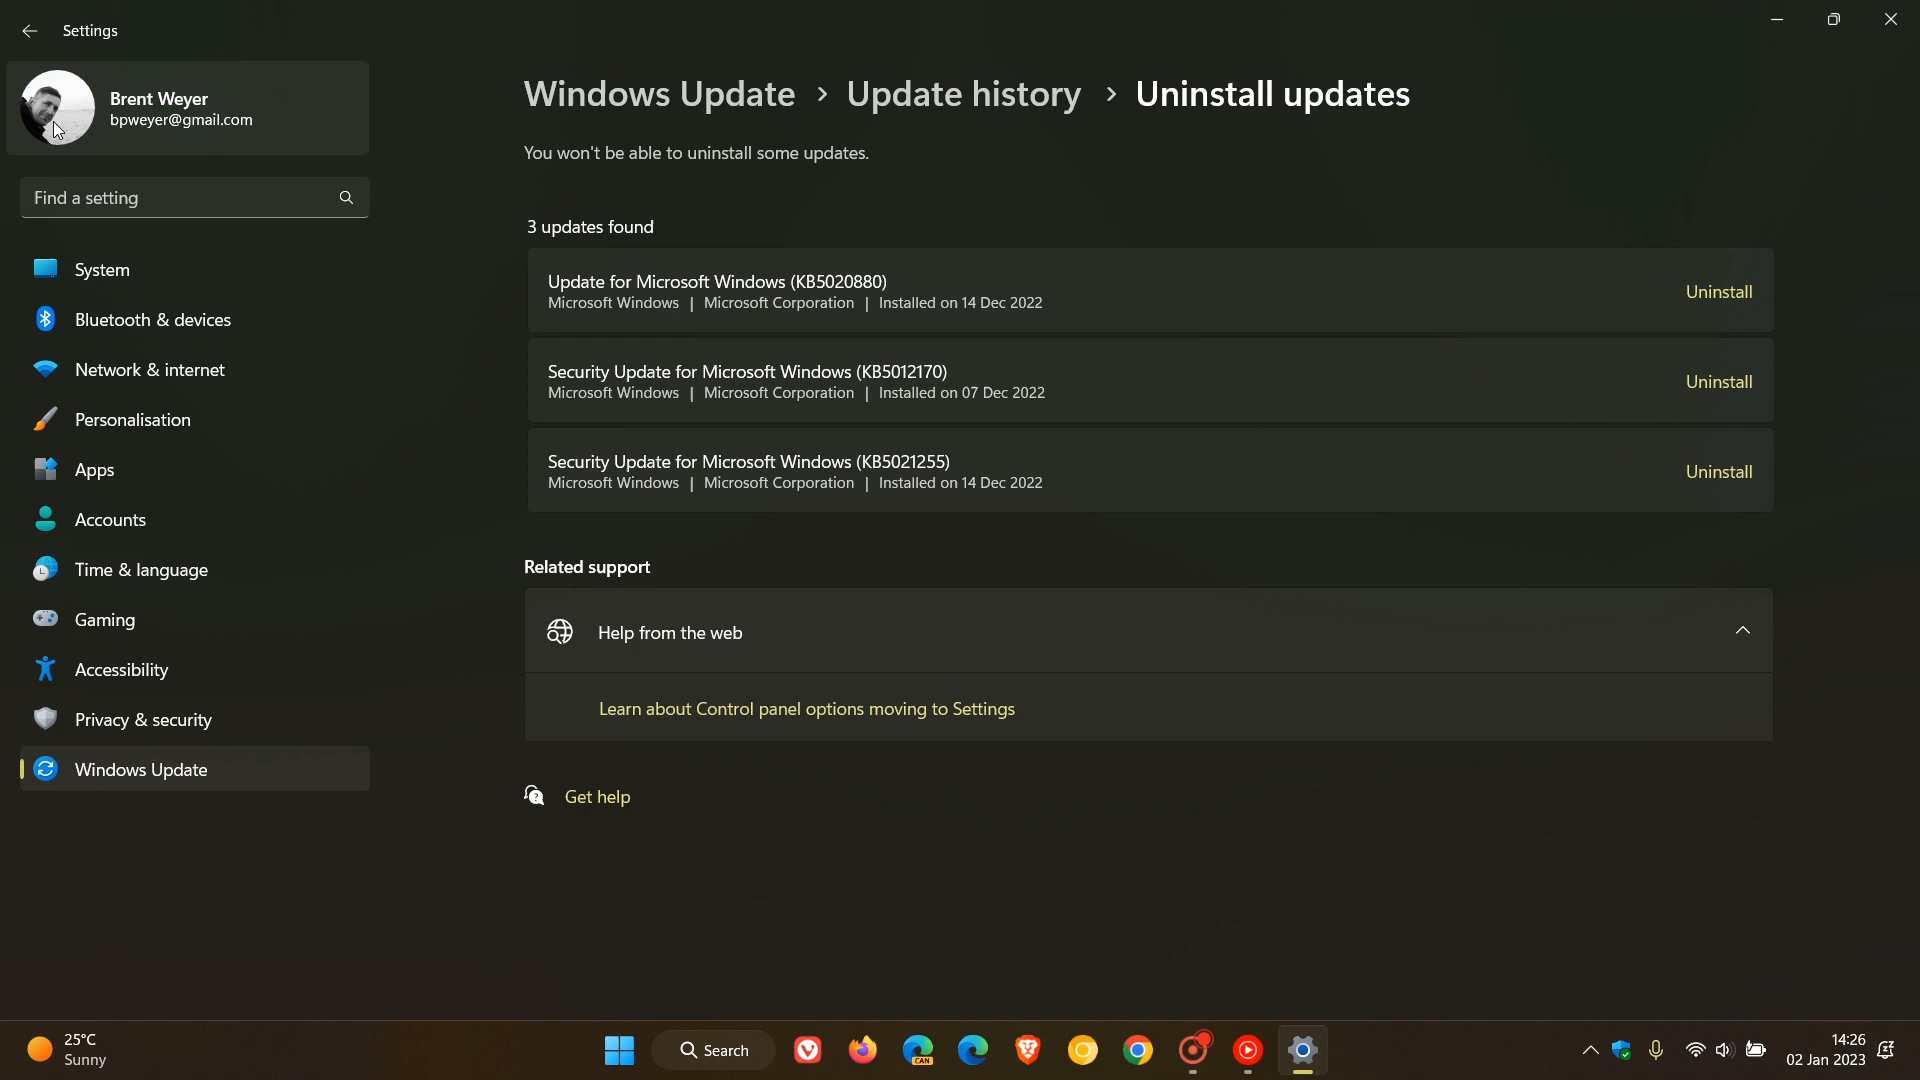 Settings
Brent Weyer
bpweyer@gmail.com
Find a setting
System
Bluetooth & devices
Network & internet
Personalisation
Apps
Accounts
Time & language
Gaming
Accessibility
Privacy & security
Windows Update
Windows Update > Update history > Uninstall updates
You won't be able to uninstall some updates.
3 updates found
Update for Microsoft Windows (KB5020880)
Microsoft Windows | Microsoft Corporation | Installed on 14 Dec 2022
Uninstall
Security Update for Microsoft Windows (KB5012170)
Microsoft Windows | Microsoft Corporation | Installed on 07 Dec 2022
Uninstall
Security Update for Microsoft Windows (KB5021255)
Microsoft Windows | Microsoft Corporation | Installed on 14 Dec 2022
Uninstall
Related support
Help from the web
Learn about Control panel options moving to Settings
Get help
25°C
Sunny
Search
CAN
14:26
02 Jan 2023